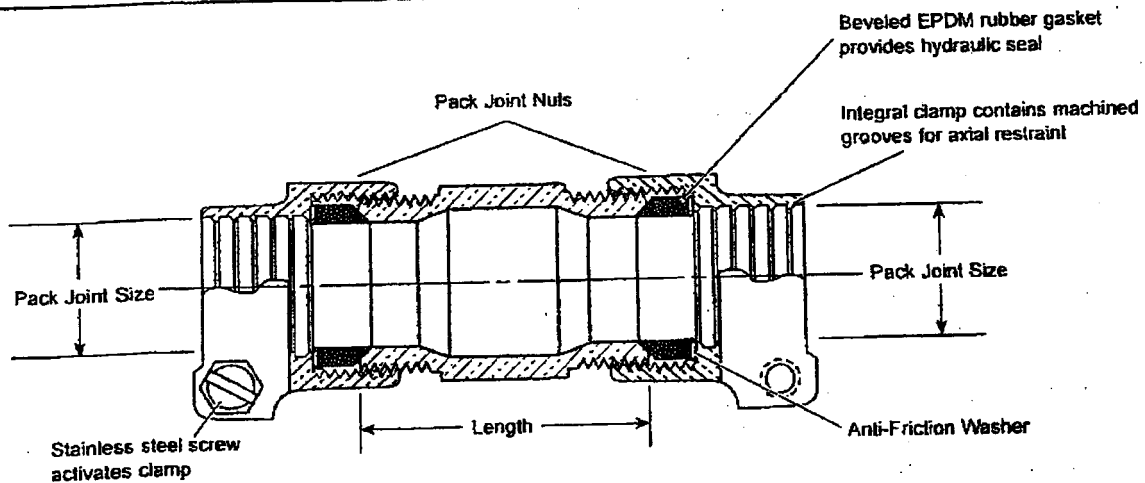 Beveled EPDM rubber gasket
provides hydraulic seal
Pack Joint Nuts
Integral clamp contains machined
grooves for axial restraint
Pack Joint Size
Pack Joint Size
Length
Anti-Friction Washer
Stainless steel screw
activates clamp